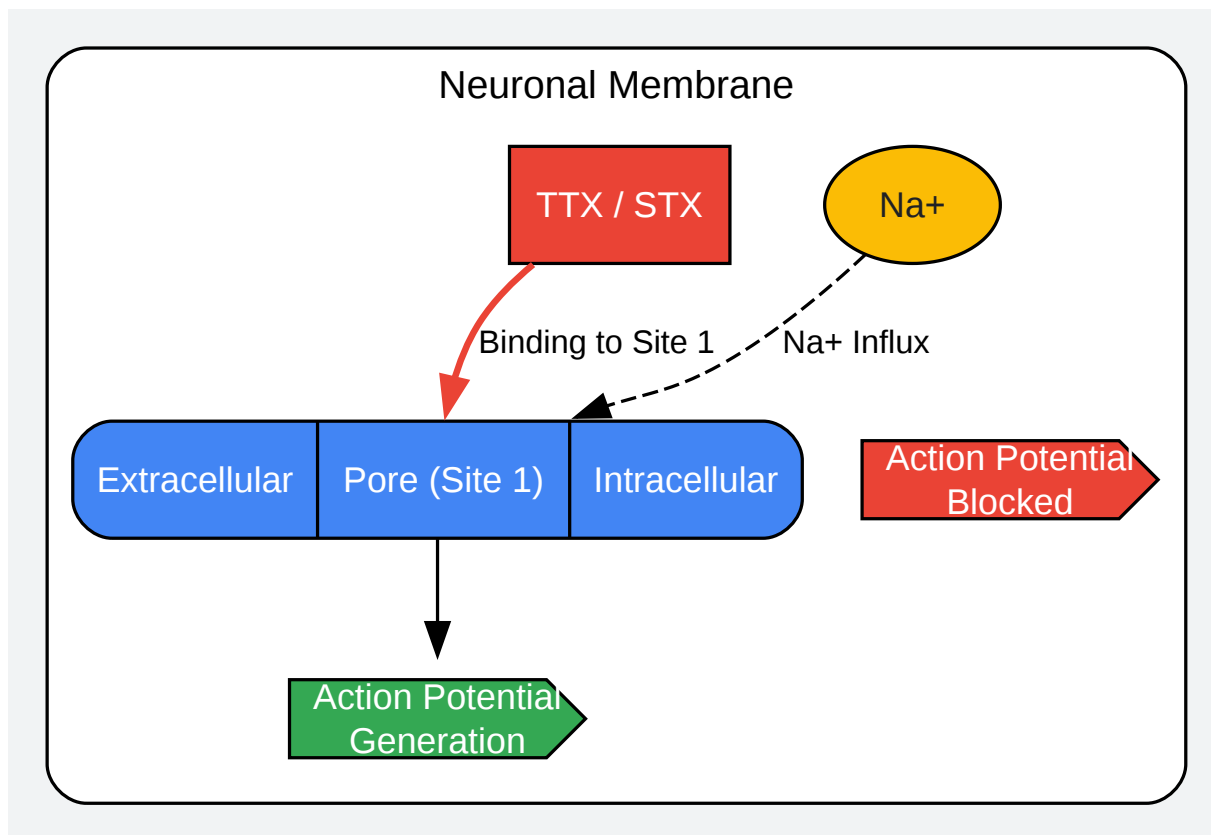 Neuronal Membrane
TTX / STX
Na+
Binding to Site 1
Na+ Influx
Extracellular
Pore (Site 1)
Intracellular
Action Potential
Blocked
Action Potential
Generation